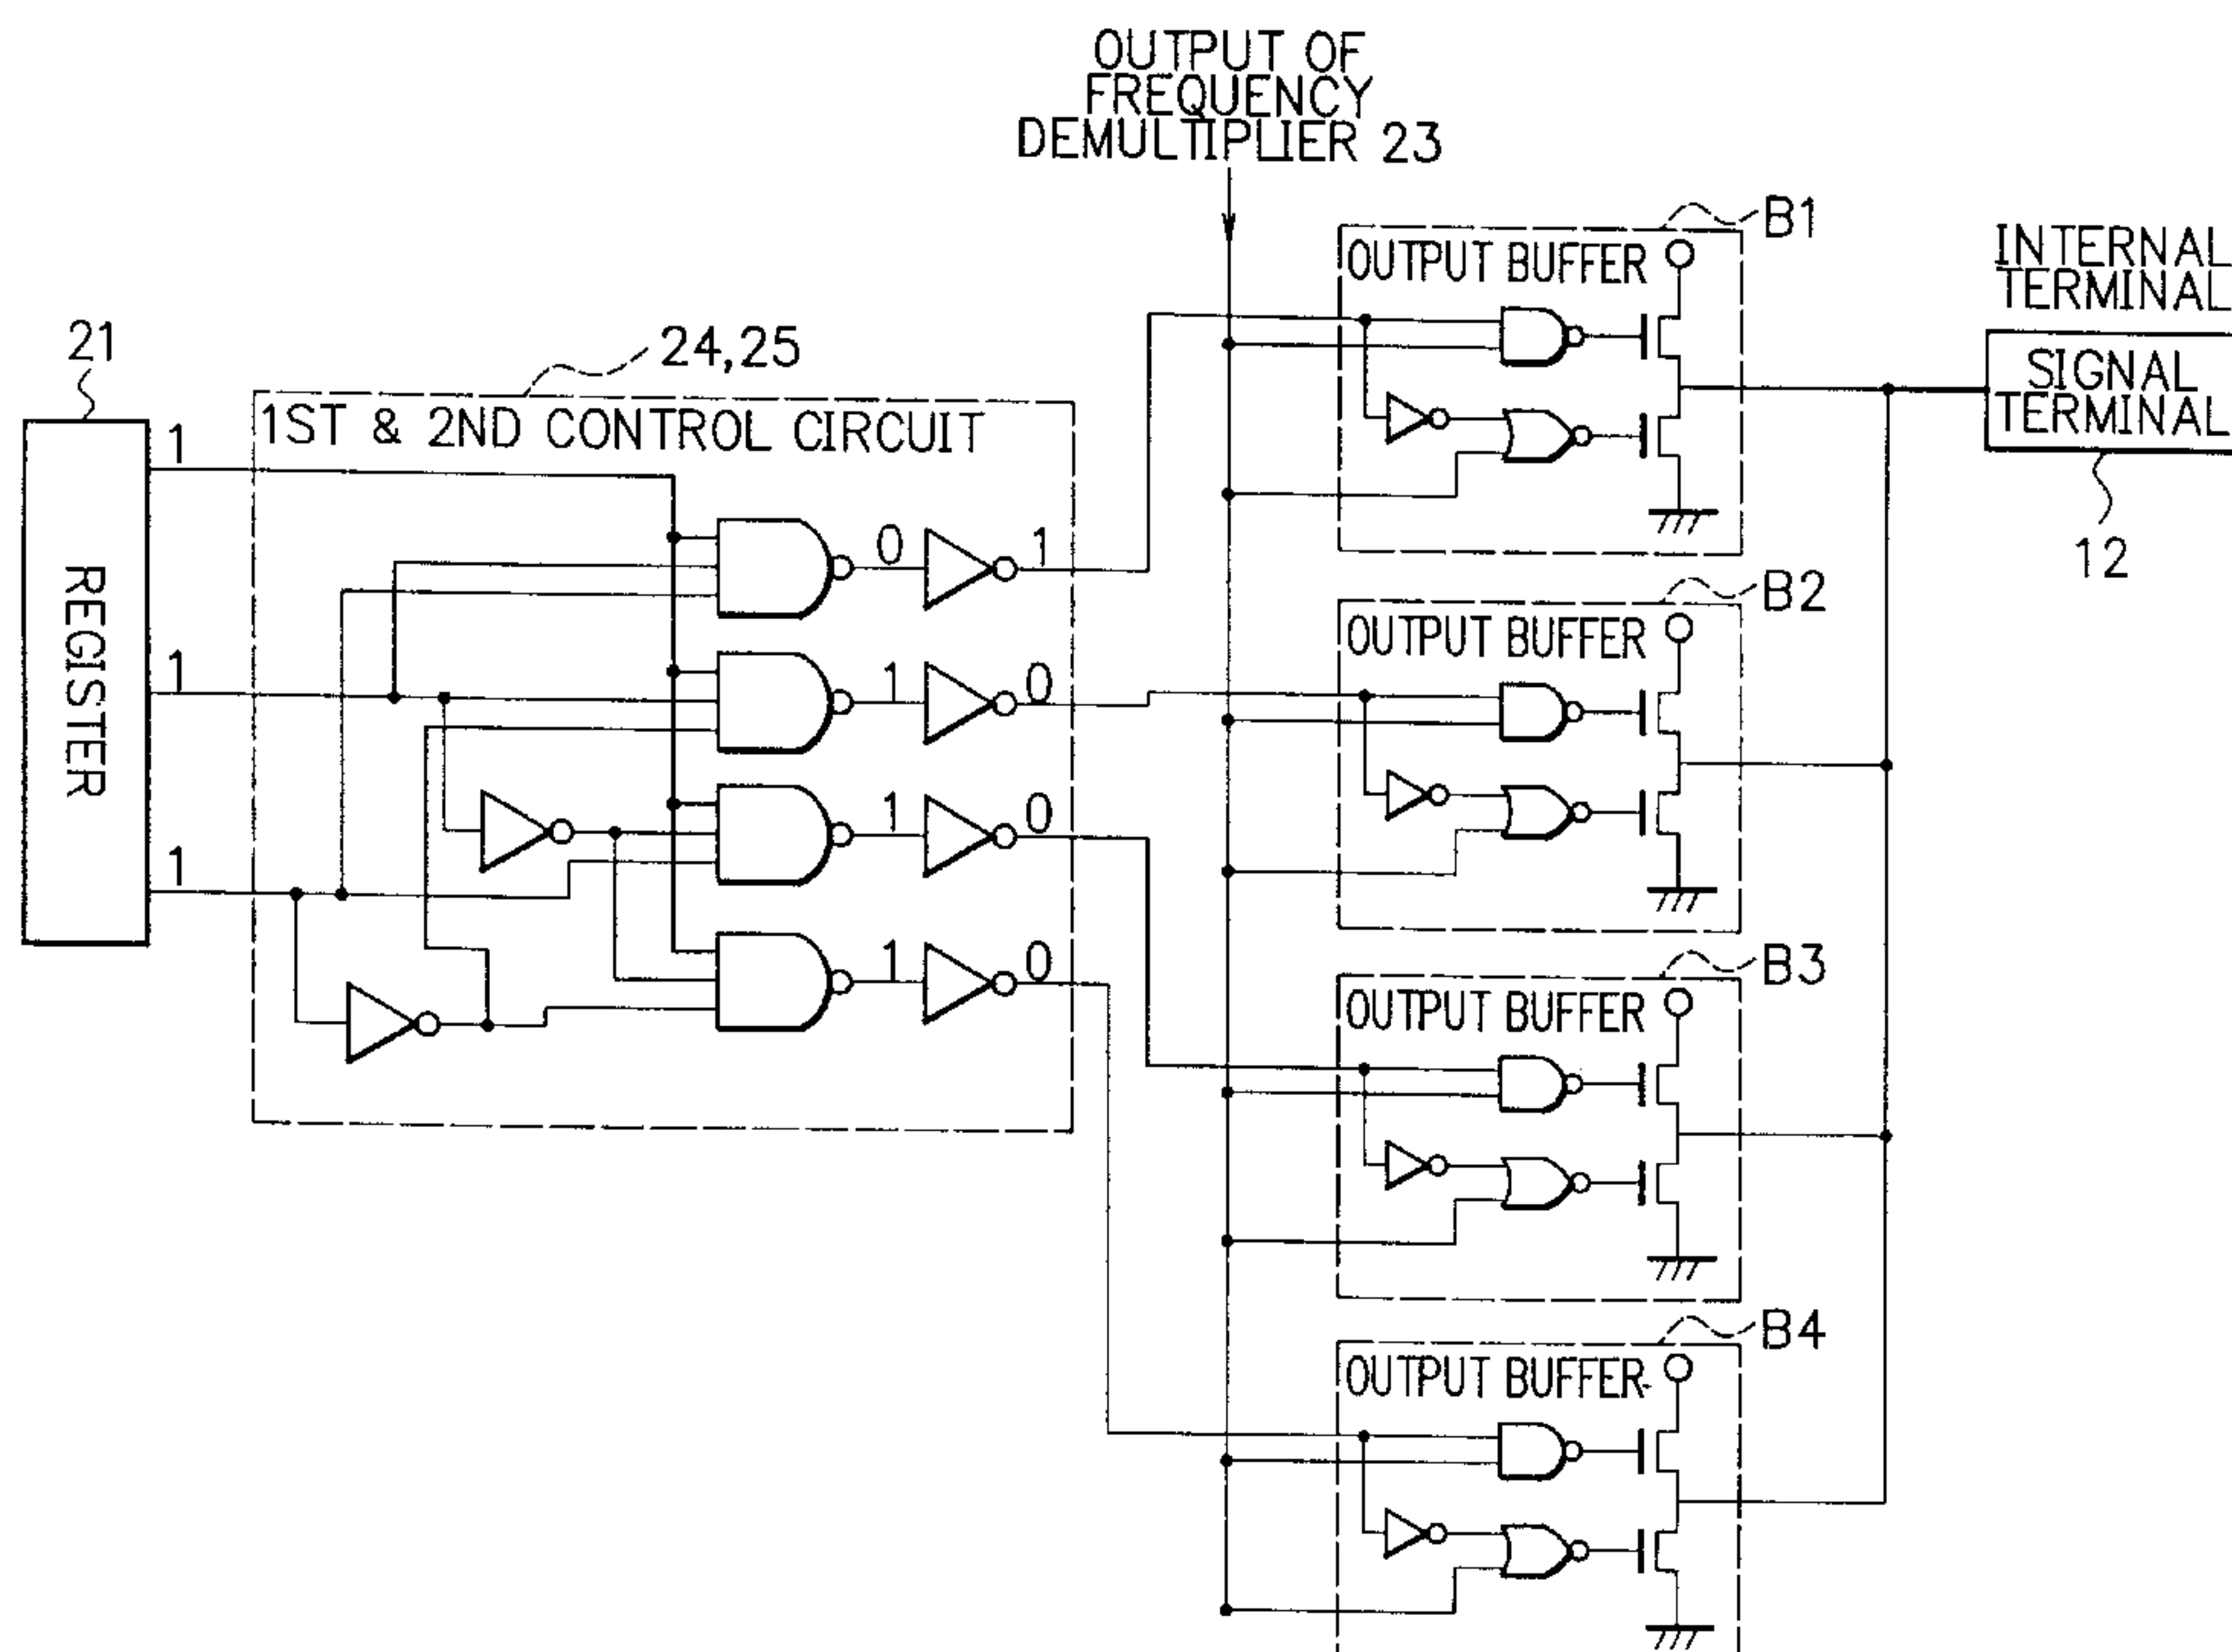 OUTPUT OF
FREQUENCY
DEMULTIPLIER 23
B1
OUTPUT BUFFER
INTERNAL
TERMINAL
SIGNAL
TERMINAL
12
21
24,25
1ST & 2ND CONTROL CIRCUIT
REGISTER
1
0
1
B2
OUTPUT BUFFER
1
1
0
1
0
1
1
0
B3
OUTPUT BUFFER
B4
OUTPUT BUFFER